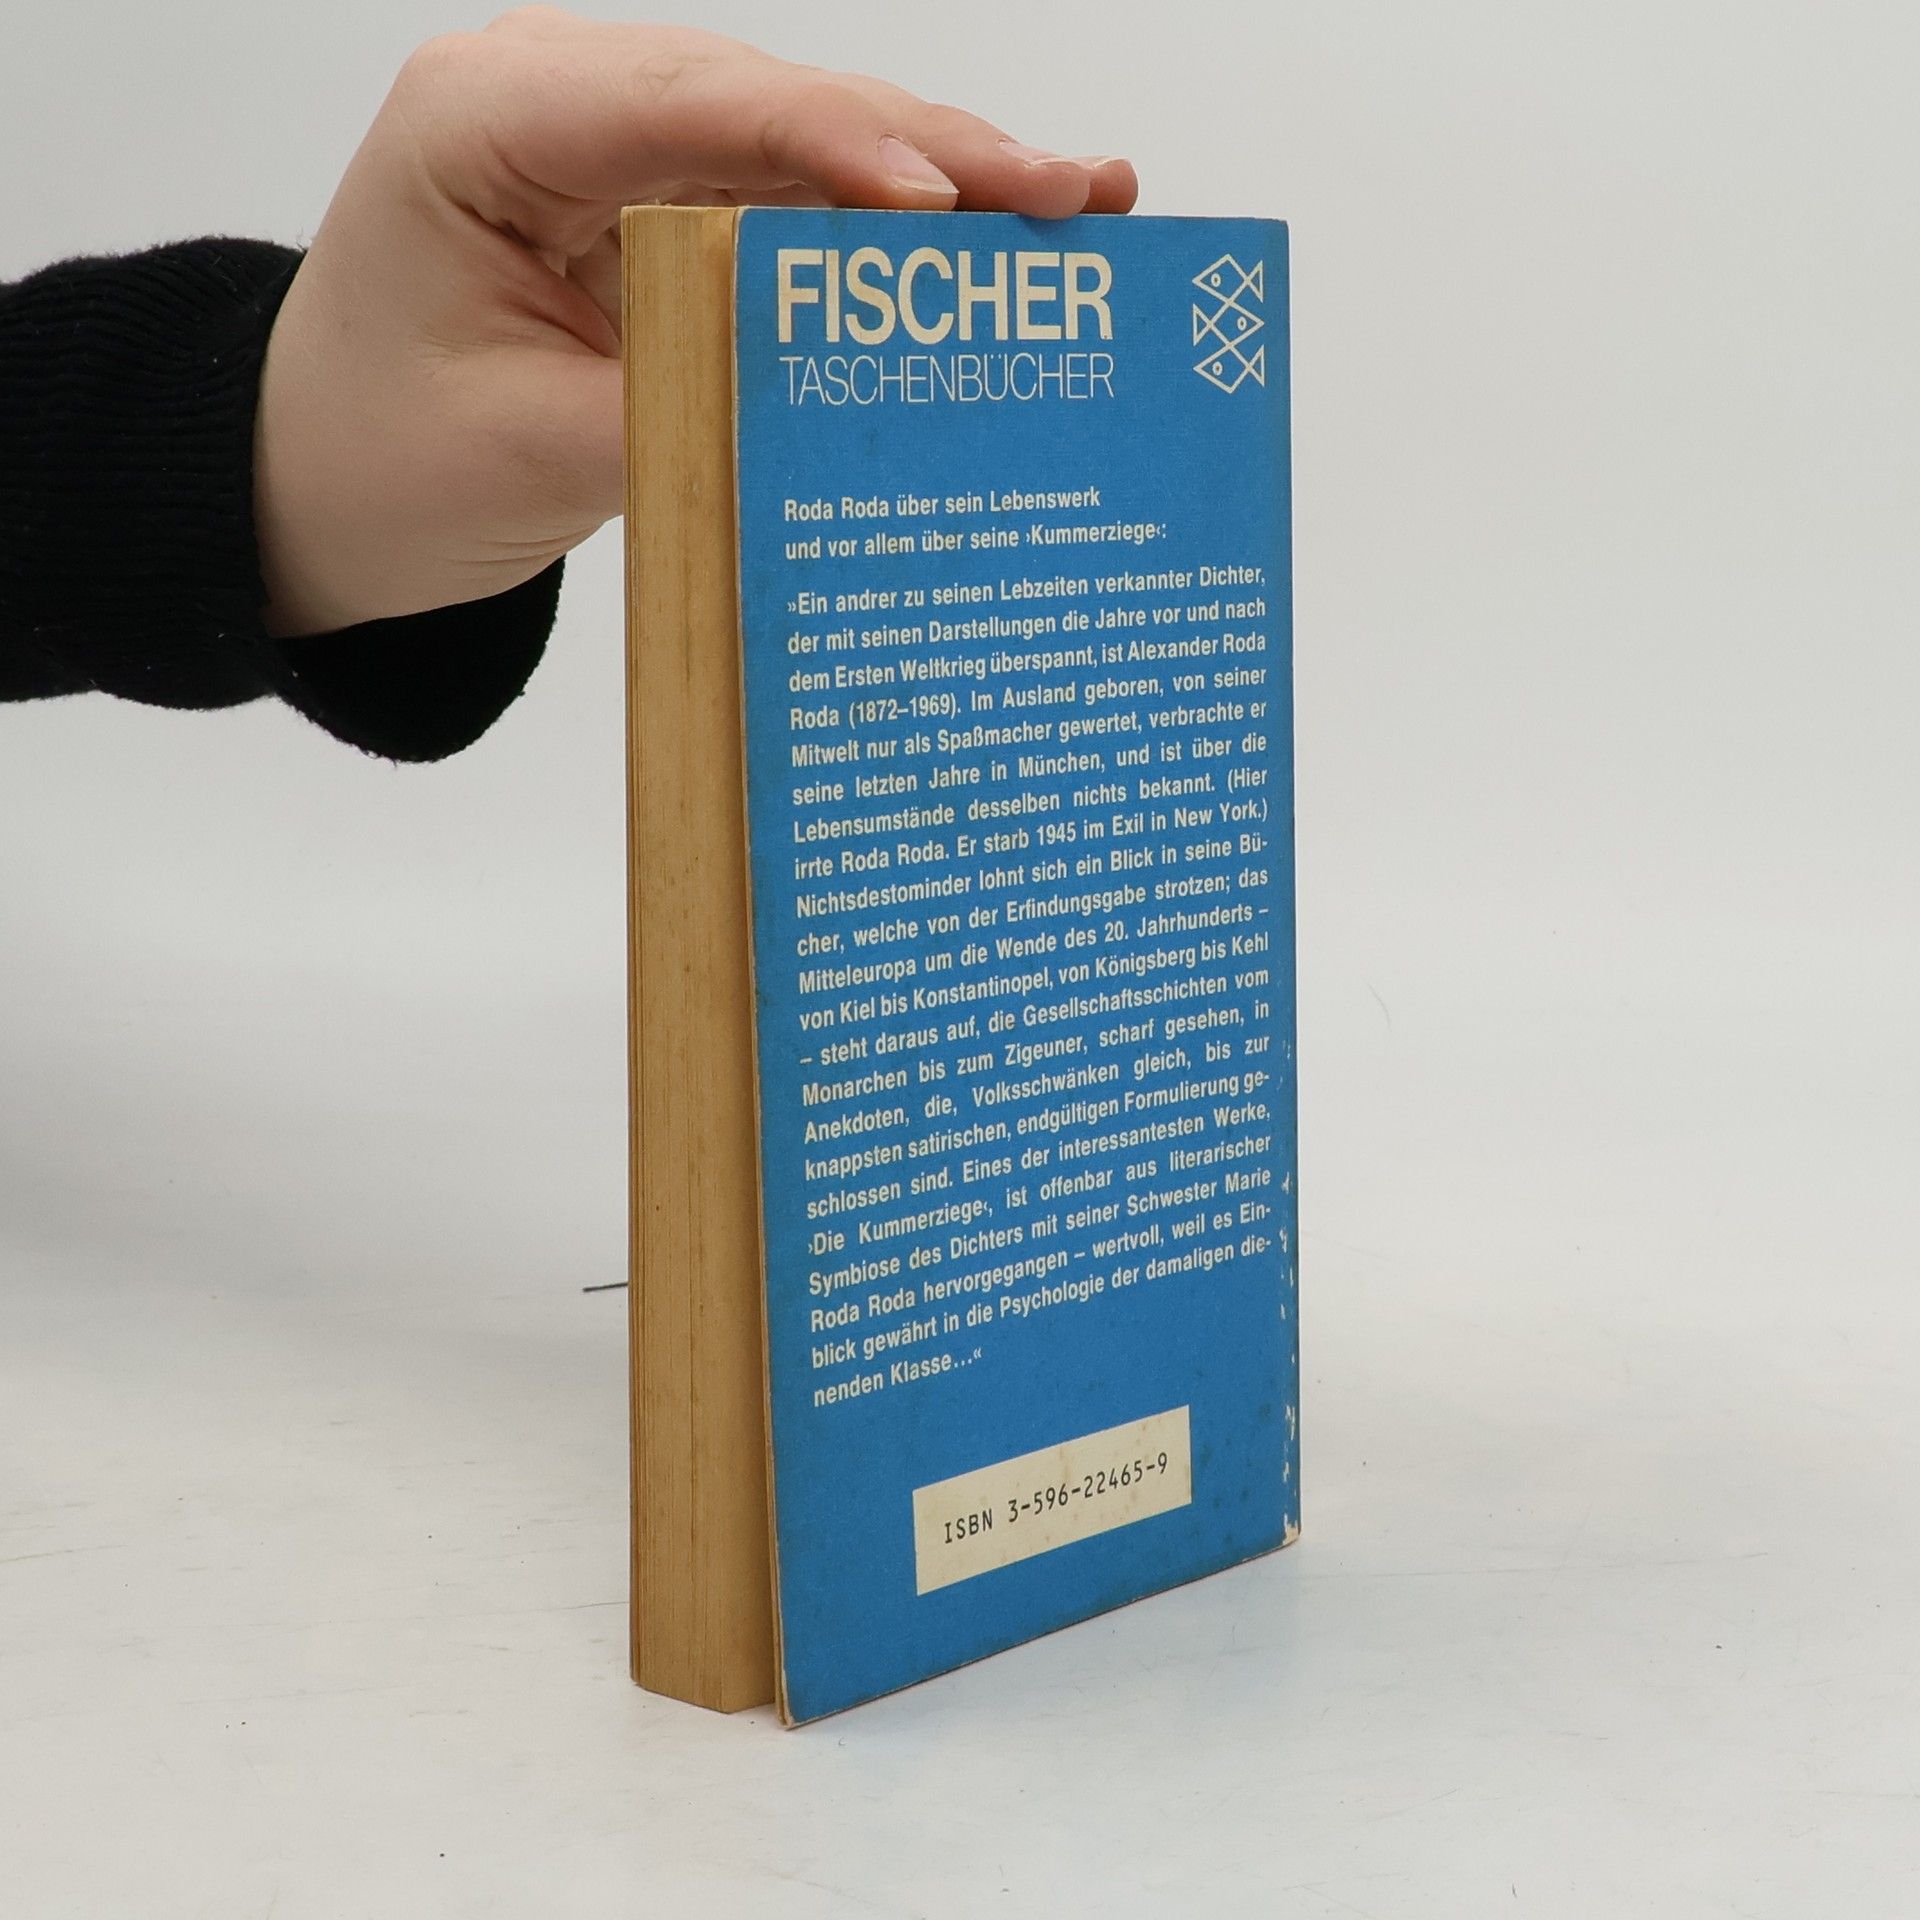 FISCHER
TASCHENBÜCHER
Roda Roda über sein Lebenswerk
und vor allem über seine ›Kummerziege‹:
»Ein andrer zu seinen Lebzeiten verkannter Dichter,
der mit seinen Darstellungen die Jahre vor und nach
dem Ersten Weltkrieg überspannt, ist Alexander Roda
Roda (1872–1969). Im Ausland geboren, von seiner
Mitwelt nur als Spaßmacher gewertet, verbrachte er
seine letzten Jahre in München, und ist über die
Lebensumstände desselben nichts bekannt. (Hier
irrte Roda Roda. Er starb 1945 im Exil in New York.)
Nichtsdestominder lohnt sich ein Blick in seine Bü-
cher, welche von der Erfindungsgabe strotzen; das
Mitteleuropa um die Wende des 20. Jahrhunderts –
von Kiel bis Konstantinopel, von Königsberg bis Kehl
– steht daraus auf, die Gesellschaftsschichten vom
Monarchen bis zum Zigeuner, scharf gesehen, in
Anekdoten, die, Volksschwänken gleich, bis zur
knappsten satirischen, endgültigen Formulierung ge-
schlossen sind. Eines der interessantesten Werke,
›Die Kummerziege‹, ist offenbar aus literarischer
Symbiose des Dichters mit seiner Schwester Marie
Roda Roda hervorgegangen – wertvoll, weil es Ein-
blick gewährt in die Psychologie der damaligen die-
nenden Klasse...«
ISBN 3-596-22465-9